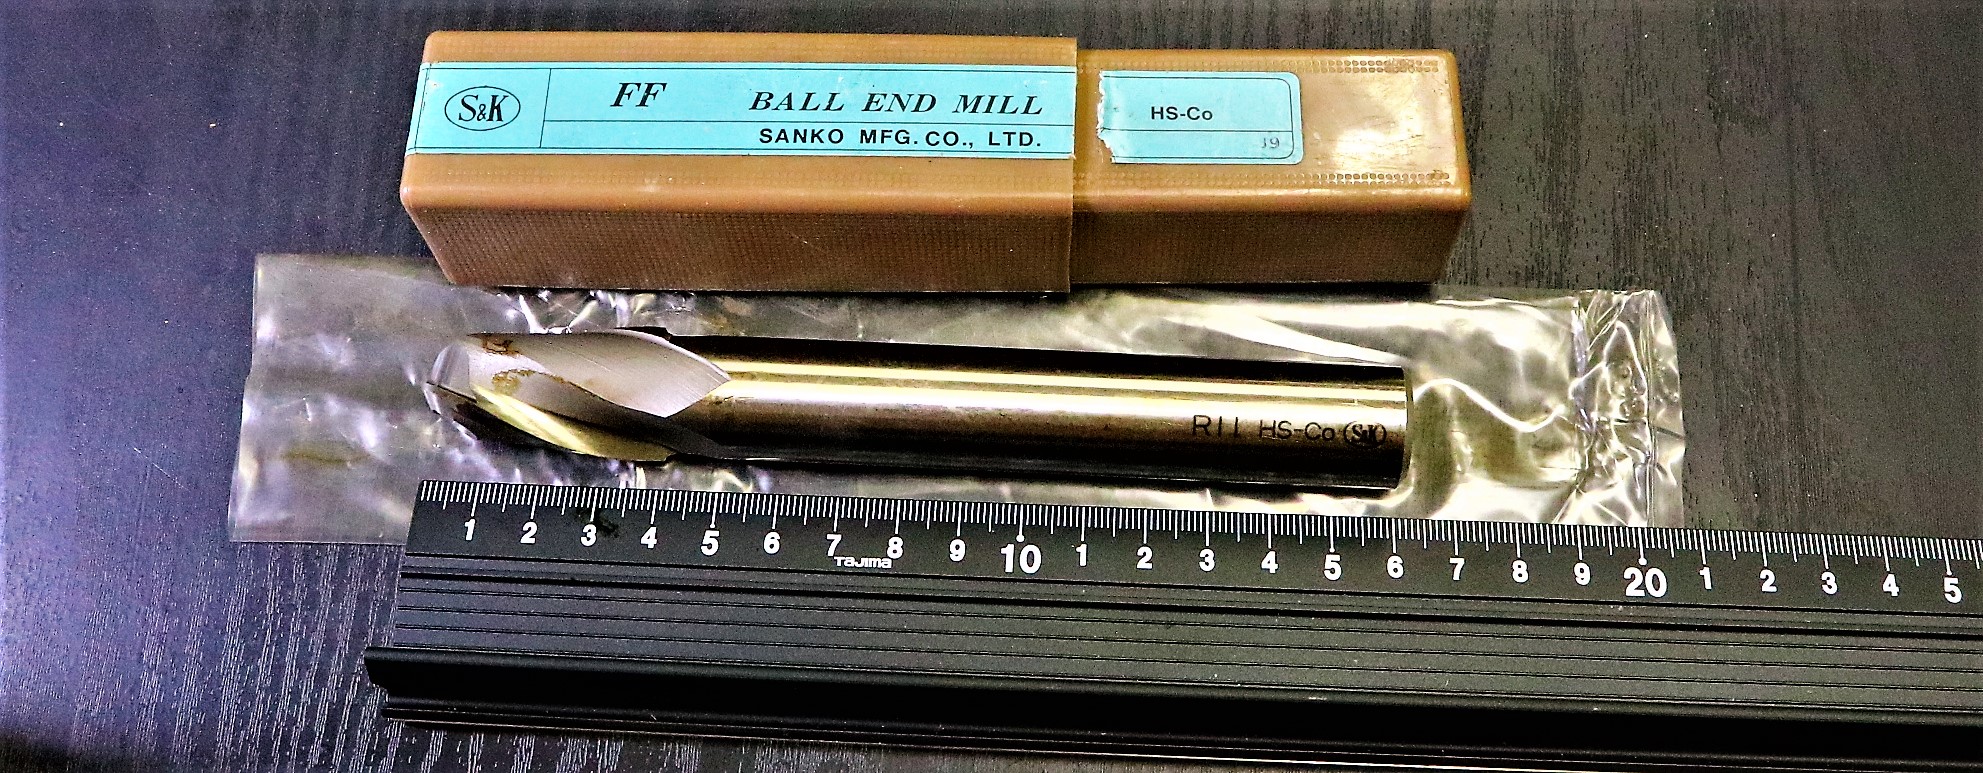 S&K
FF BALL END MILL
SANKO MFG. CO., LTD.
HS-Co
39
R11 HS-Co S&K
1 2 3 4 5 6 7 8 9 10 1 2 3 4 5 6 7 8 9 20 1 2 3 4 5
Tajima